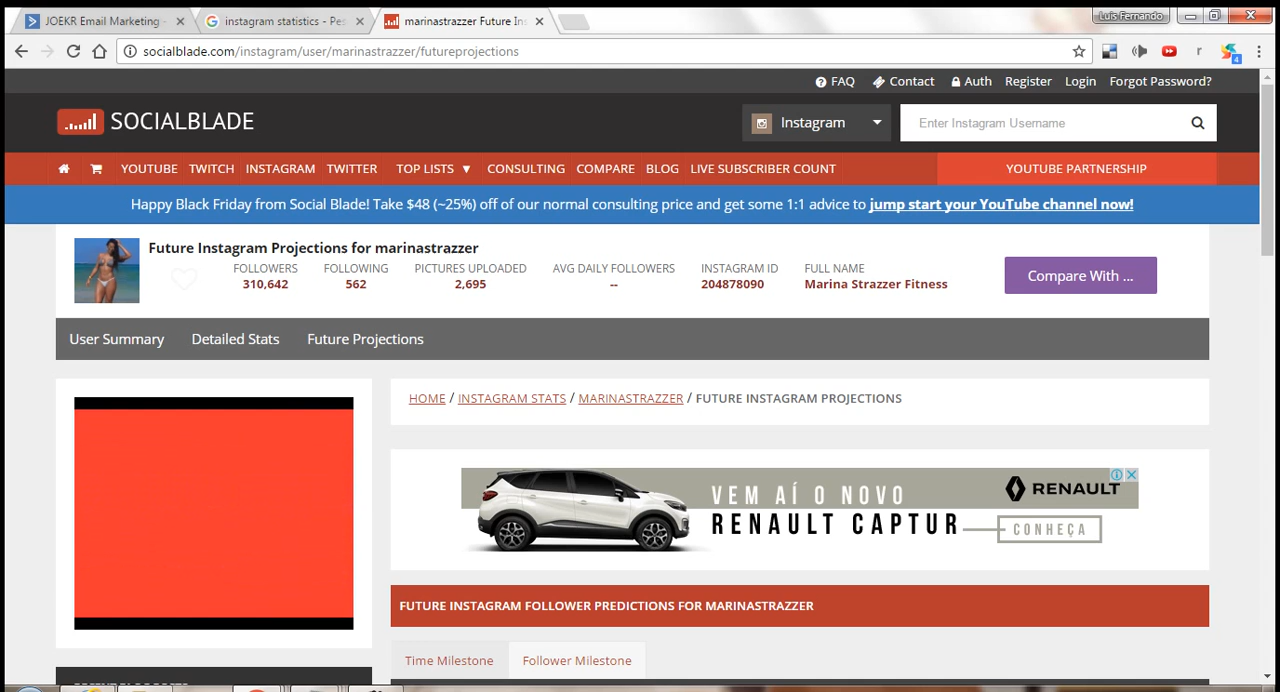 JOEKR Email Marketing -
instagram statistics - Pes
marinastrazzer Future Ins
Luis Fernando
socialblade.com/instagram/user/marinastrazzer/futureprojections
r
4
FAQ Contact Auth Register Login Forgot Password?
SOCIALBLADE
Instagram
Enter Instagram Username
YOUTUBE TWITCH INSTAGRAM TWITTER TOP LISTS ▼ CONSULTING COMPARE BLOG LIVE SUBSCRIBER COUNT YOUTUBE PARTNERSHIP
Happy Black Friday from Social Blade! Take $48 (~25%) off of our normal consulting price and get some 1:1 advice to jump start your YouTube channel now!
Future Instagram Projections for marinastrazzer
FOLLOWERS FOLLOWING PICTURES UPLOADED AVG DAILY FOLLOWERS INSTAGRAM ID FULL NAME
310,642 562 2,695 -- 204878090 Marina Strazzer Fitness
Compare With ...
User Summary Detailed Stats Future Projections
HOME / INSTAGRAM STATS / MARINASTRAZZER / FUTURE INSTAGRAM PROJECTIONS
VEM AÍ O NOVO
RENAULT CAPTUR
RENAULT
CONHEÇA
FUTURE INSTAGRAM FOLLOWER PREDICTIONS FOR MARINASTRAZZER
Time Milestone Follower Milestone